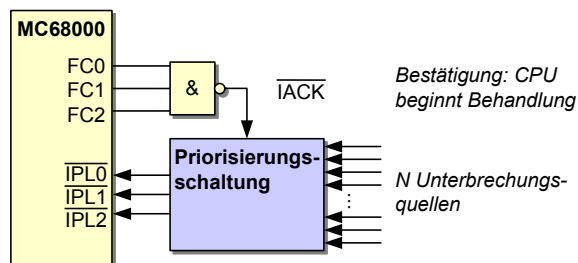 MC68000
FC0
FC1
FC2
&
IACK
Bestätigung: CPU
beginnt Behandlung
Priorisierungs-
schaltung
IPL0
IPL1
IPL2
N Unterbrechungs-
quellen
...